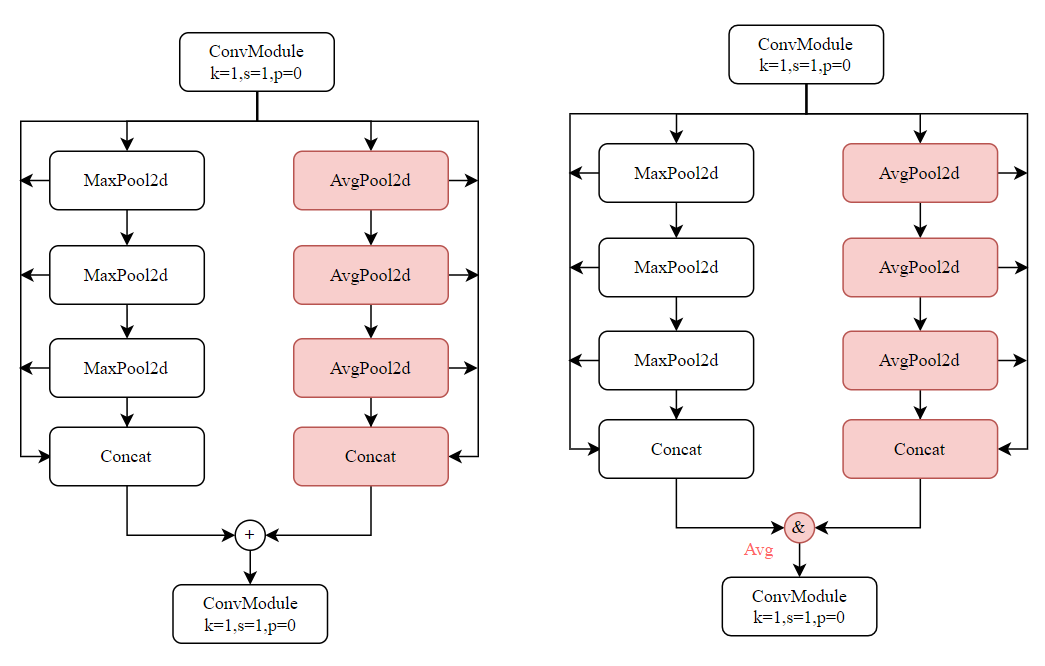 ConvModule
k=1,s=1,p=0
MaxPool2d
AvgPool2d
MaxPool2d
AvgPool2d
MaxPool2d
AvgPool2d
Concat
Concat
+
ConvModule
k=1,s=1,p=0
ConvModule
k=1,s=1,p=0
MaxPool2d
AvgPool2d
MaxPool2d
AvgPool2d
MaxPool2d
AvgPool2d
Concat
Concat
&
Avg
ConvModule
k=1,s=1,p=0